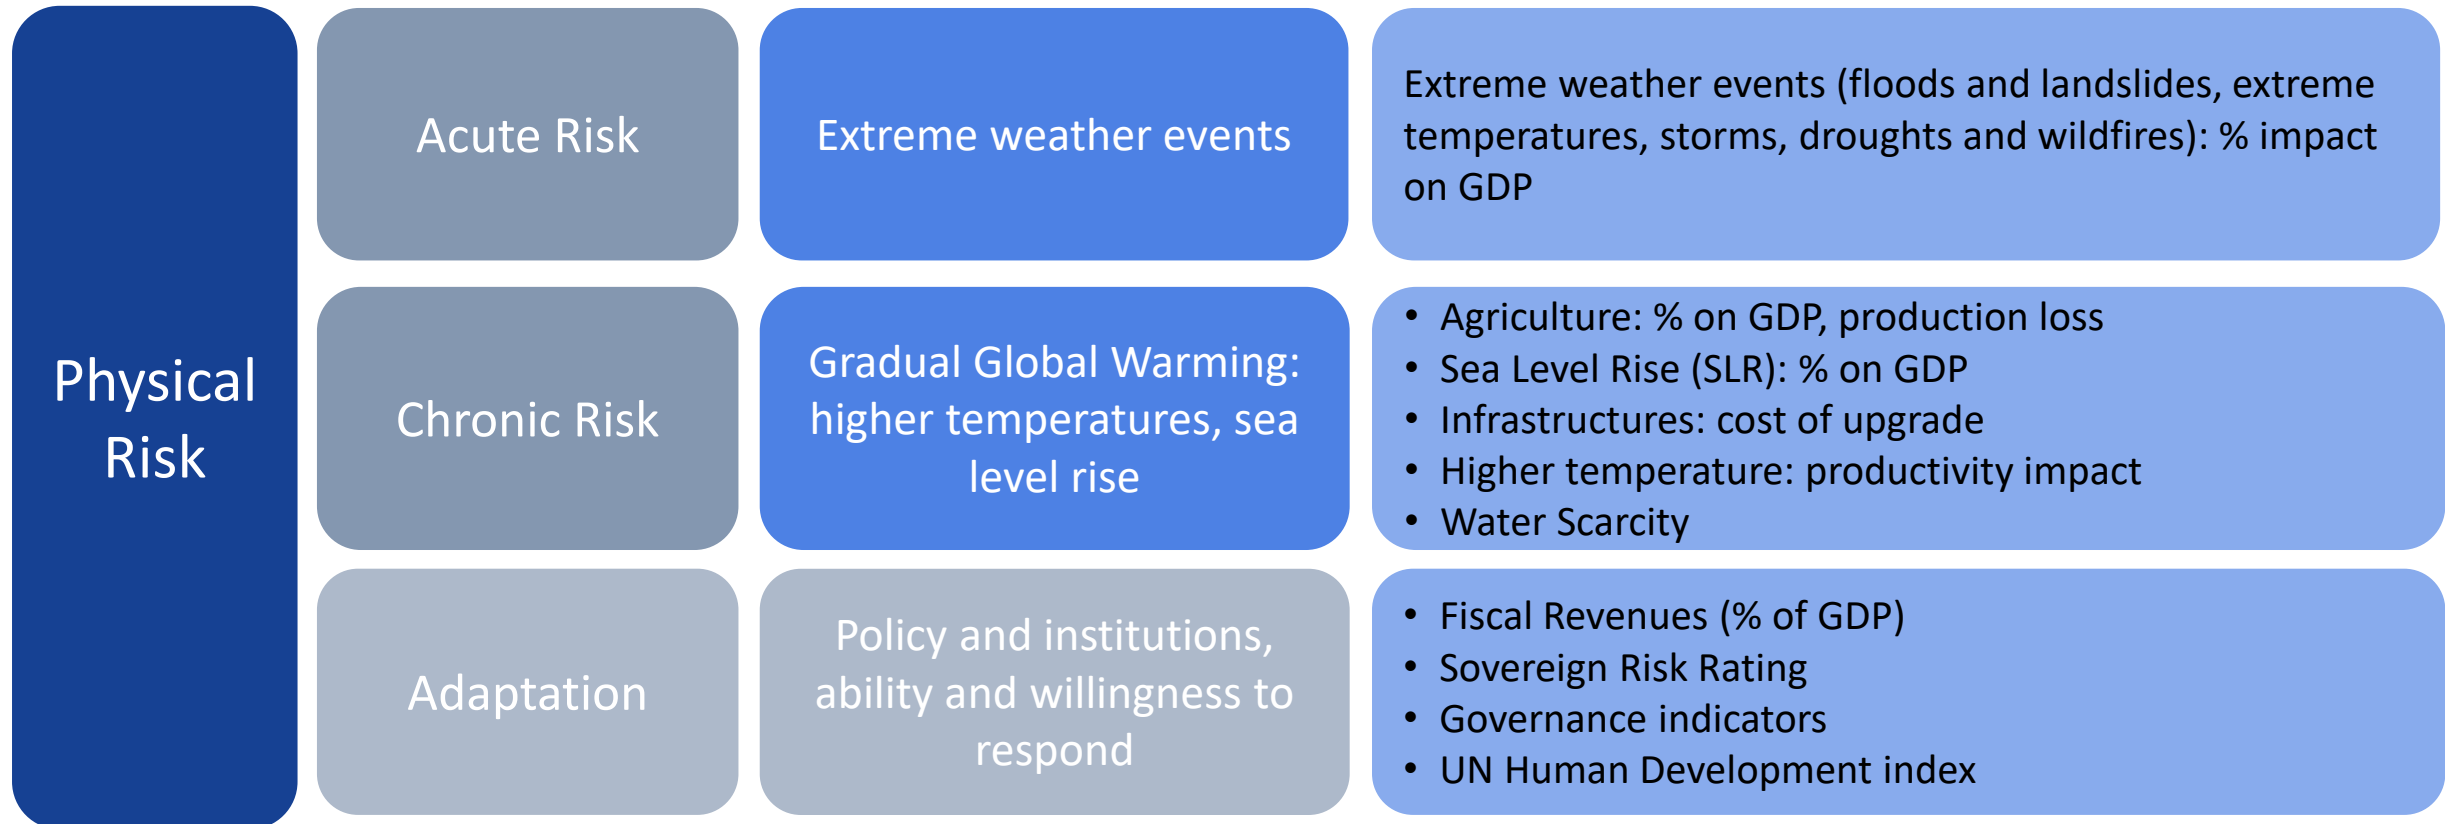 Physical
Risk
Acute Risk
Extreme weather events
Extreme weather events (floods and landslides, extreme
temperatures, storms, droughts and wildfires): % impact
on GDP
Chronic Risk
Gradual Global Warming:
higher temperatures, sea
level rise
• Agriculture: % on GDP, production loss
• Sea Level Rise (SLR): % on GDP
• Infrastructures: cost of upgrade
• Higher temperature: productivity impact
• Water Scarcity
Adaptation
Policy and institutions,
ability and willingness to
respond
• Fiscal Revenues (% of GDP)
• Sovereign Risk Rating
• Governance indicators
• UN Human Development index